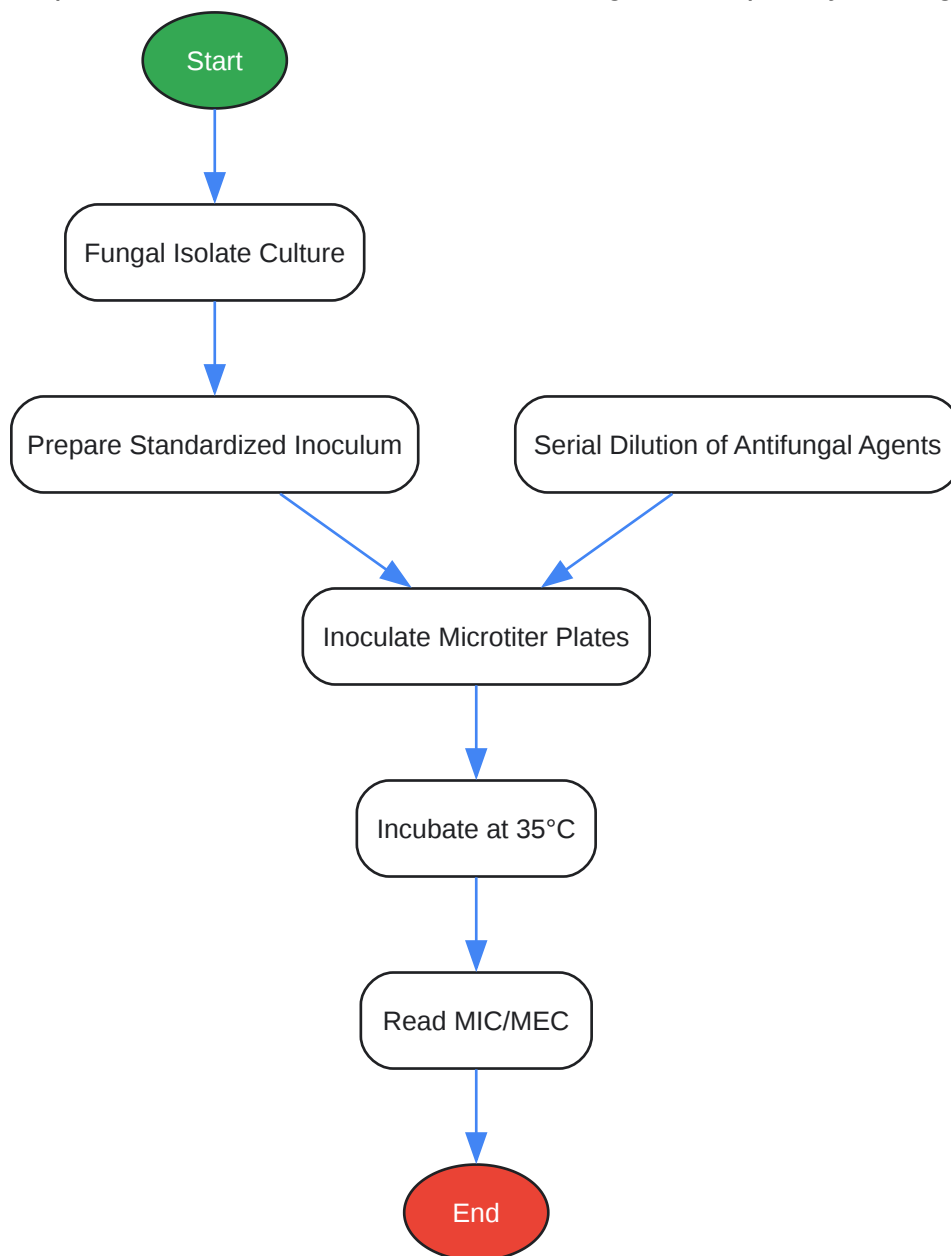 Start
Fungal Isolate Culture
Prepare Standardized Inoculum
Serial Dilution of Antifungal Agents
Inoculate Microtiter Plates
Incubate at 35°C
Read MIC/MEC
End